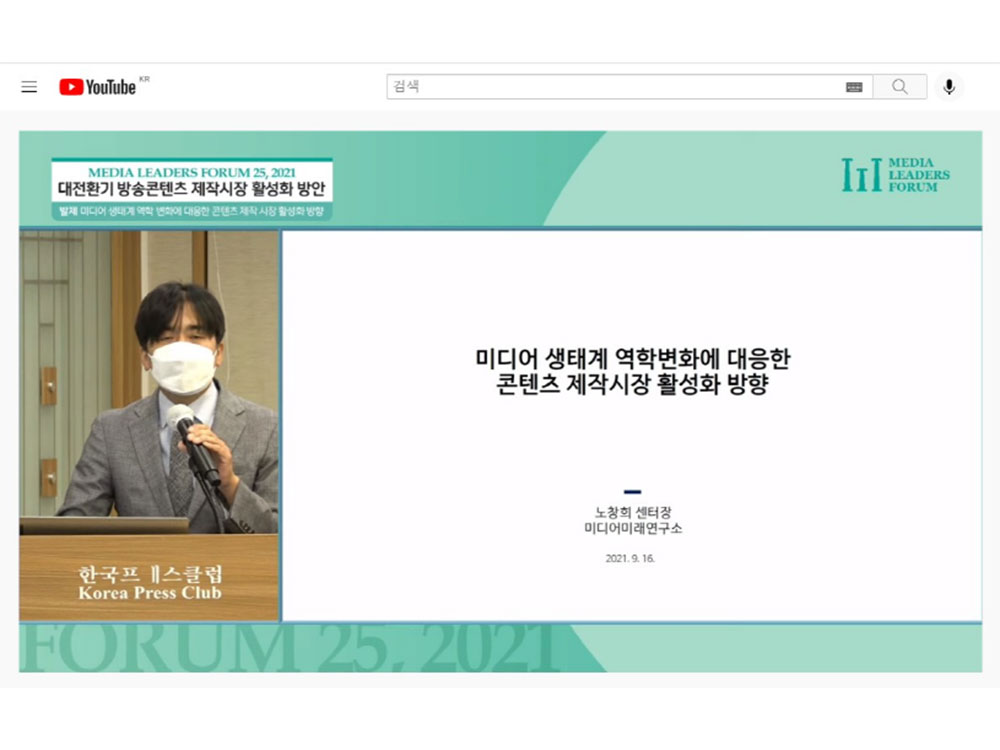 YouTube KR
검색
MEDIA LEADERS FORUM 25, 2021
대전환기 방송콘텐츠 제작시장 활성화 방안
발제 미디어 생태계 역학 변화에 대응한 콘텐츠 제작 시장 활성화 방향
MEDIA
LEADERS
FORUM
미디어 생태계 역학변화에 대응한
콘텐츠 제작시장 활성화 방향
노창희 센터장
미디어미래연구소
2021. 9. 16.
한국프 스클럽
Korea Press Club
FORUM 25, 2021